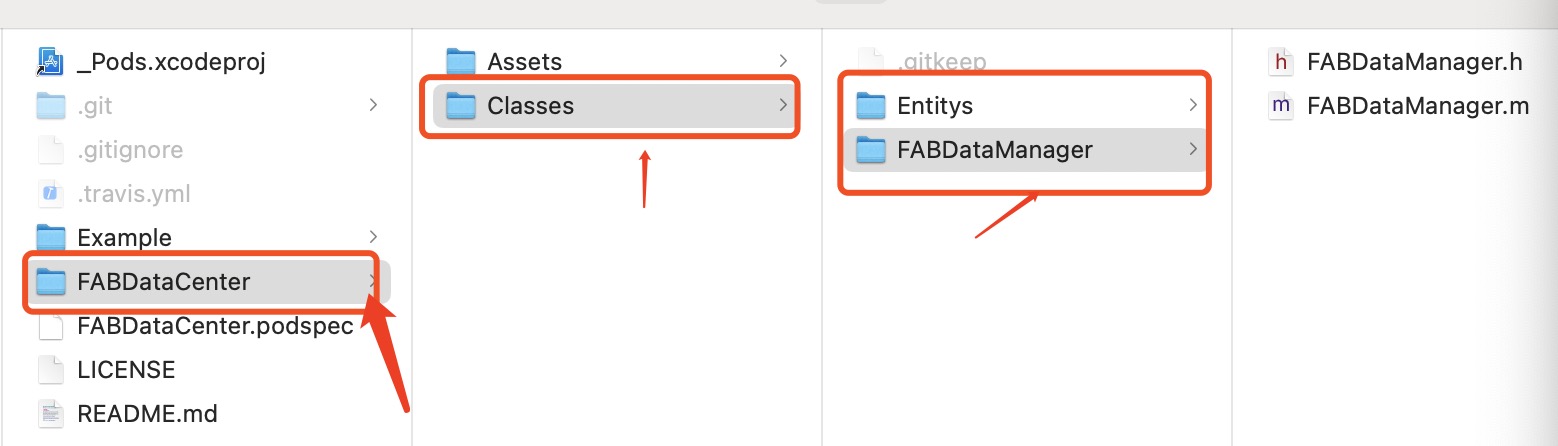 _Pods.xcodeproj
.git
.gitignore
.travis.yml
Example
FABDataCenter
FABDataCenter.podspec
LICENSE
README.md
Assets
Classes
.gitkeep
Entitys
FABDataManager
h FABDataManager.h
m FABDataManager.m